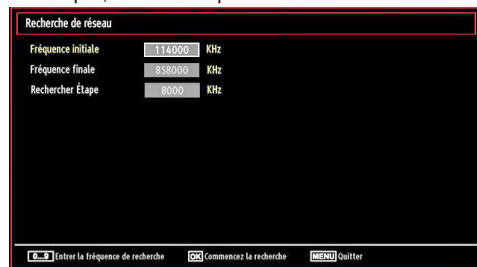 Recherche de réseau
Fréquence initiale 114000 KHz
Fréquence finale 858000 KHz
Rechercher Étape 8000 KHz
0...9 Entrer la fréquence de recherche OK Commencez la recherche MENU Quitter